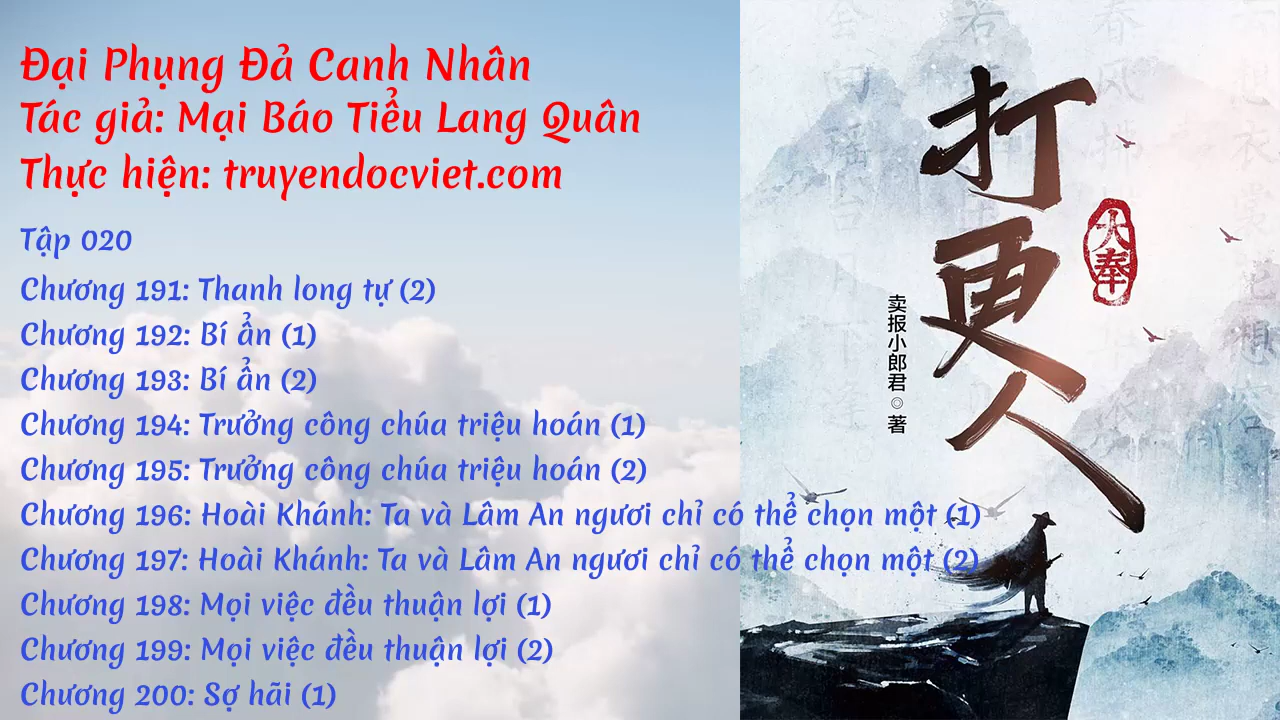 Đại Phụng Đả Canh Nhân
Tác giả: Mại Báo Tiểu Lang Quân
Thực hiện: truyendocviet.com
Tập 020
Chương 191: Thanh long tự (2)
Chương 192: Bí ẩn (1)
Chương 193: Bí ẩn (2)
Chương 194: Trưởng công chúa triệu hoán (1)
Chương 195: Trưởng công chúa triệu hoán (2)
Chương 196: Hoài Khánh: Ta và Lâm An ngươi chỉ có thể chọn một (1)
Chương 197: Hoài Khánh: Ta và Lâm An ngươi chỉ có thể chọn một (2)
Chương 198: Mọi việc đều thuận lợi (1)
Chương 199: Mọi việc đều thuận lợi (2)
Chương 200: Sợ hãi (1)
打更人
大奉
卖报小郎君◎著